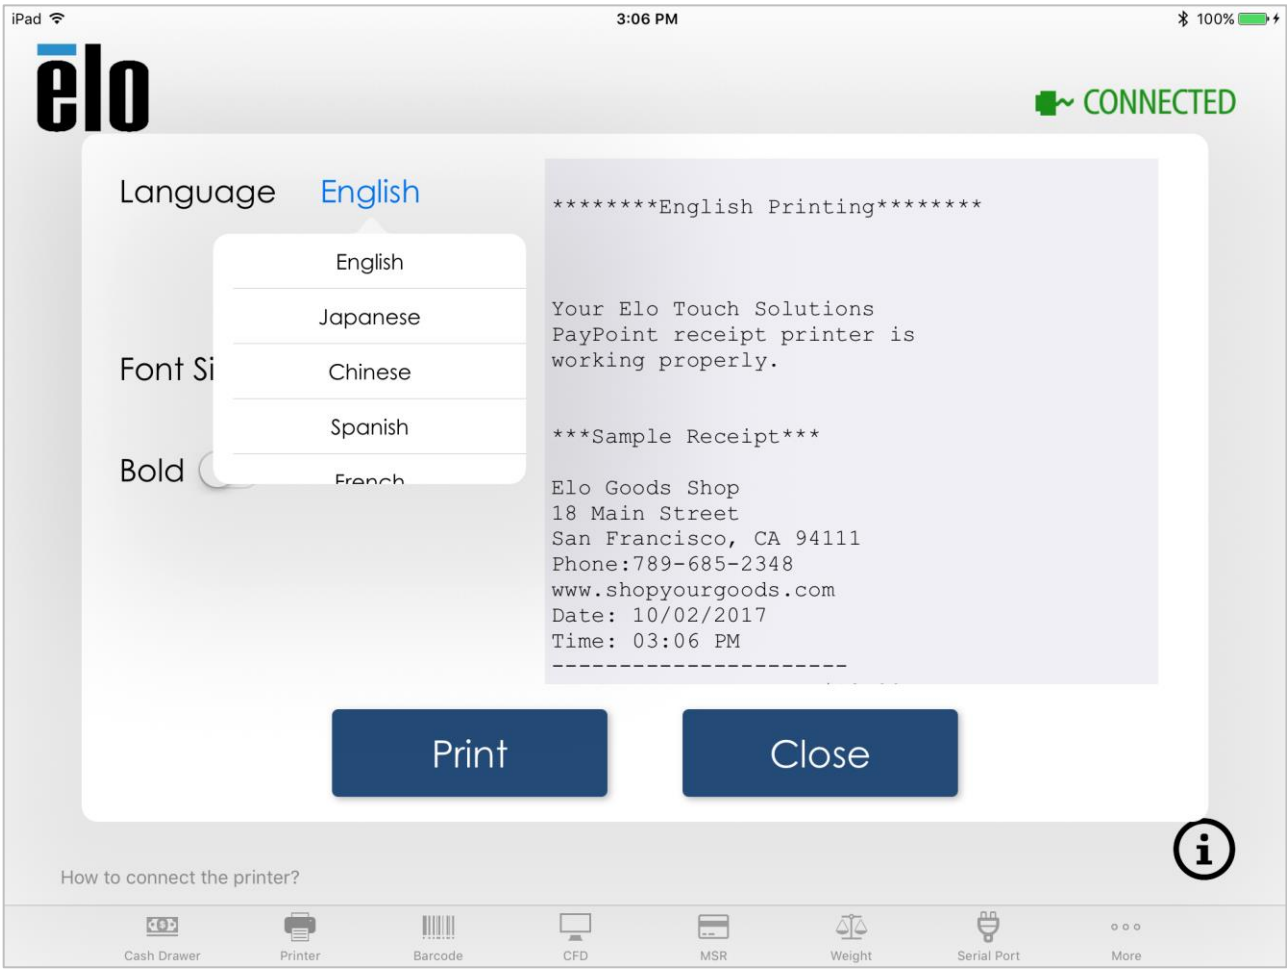 iPad
3:06 PM
100%
ēlo
CONNECTED
Language English
English
Japanese
Chinese
Spanish
French
Font Si
Bold
********English Printing********
Your Elo Touch Solutions
PayPoint receipt printer is
working properly.
***Sample Receipt***
Elo Goods Shop
18 Main Street
San Francisco, CA 94111
Phone:789-685-2348
www.shopyourgoods.com
Date: 10/02/2017
Time: 03:06 PM
----------------------
Print
Close
i
How to connect the printer?
Cash Drawer
Printer
Barcode
CFD
MSR
Weight
Serial Port
More